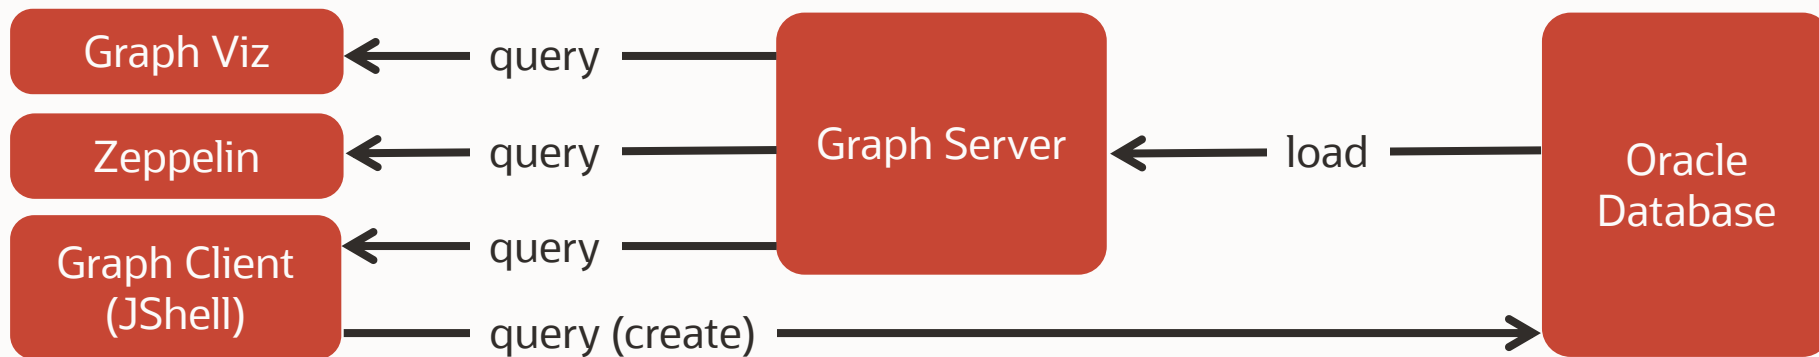 Graph Viz
query
Zeppelin
query
Graph Client
(JShell)
query
query (create)
Graph Server
load
Oracle
Database